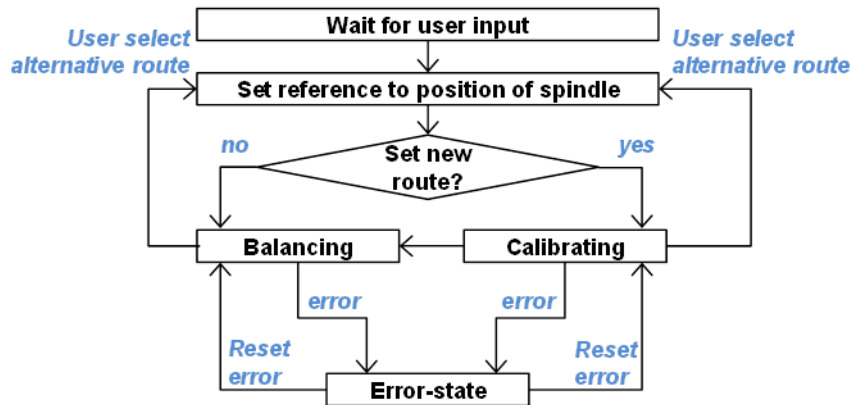 Wait for user input
User select
alternative route
User select
alternative route
Set reference to position of spindle
no
Set new
route?
yes
Balancing
Calibrating
error
error
Reset
error
Error-state
Reset
error